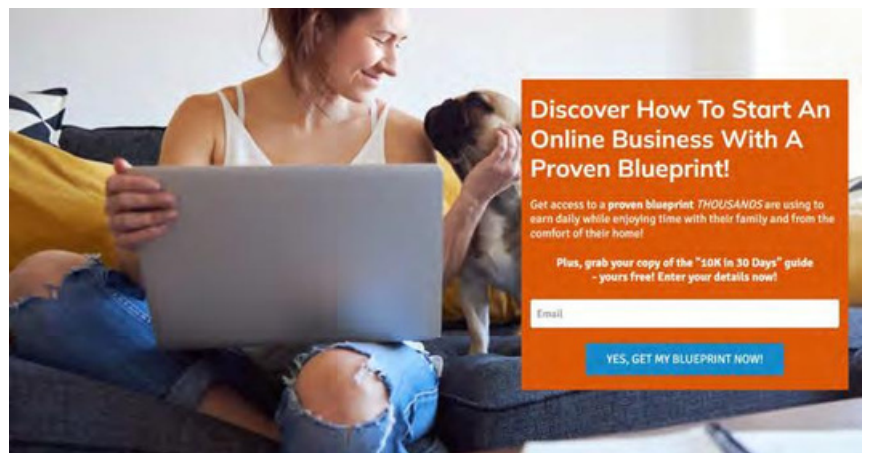 Discover How To Start An
Online Business With A
Proven Blueprint!
Get access to a proven blueprint THOUSANDS are using to
earn daily while enjoying time with their family and from the
comfort of their home!
Plus, grab your copy of the "10K in 30 Days" guide
- yours free! Enter your details now!
Email
YES, GET MY BLUEPRINT NOW!